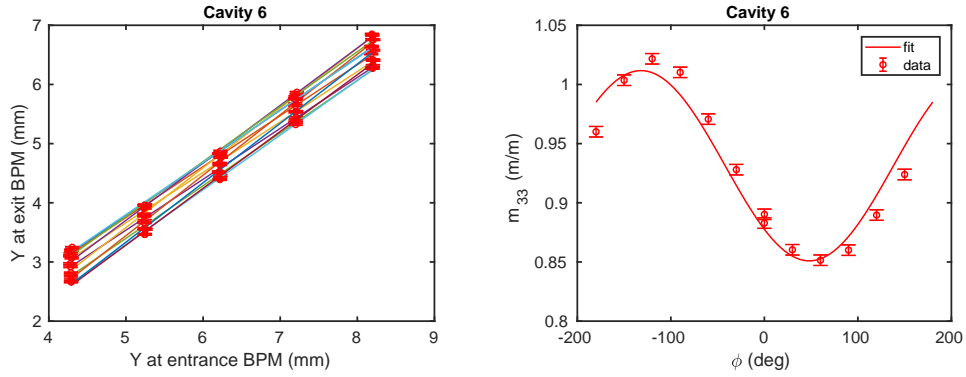 Cavity 6
7
6
5
4
3
2
4
5
6
7
8
9
Y at exit BPM (mm)
Y at entrance BPM (mm)
Cavity 6
fit
data
1.05
1
0.95
0.9
0.85
0.8
-200
-100
0
100
200
m33 (m/m)
ϕ (deg)